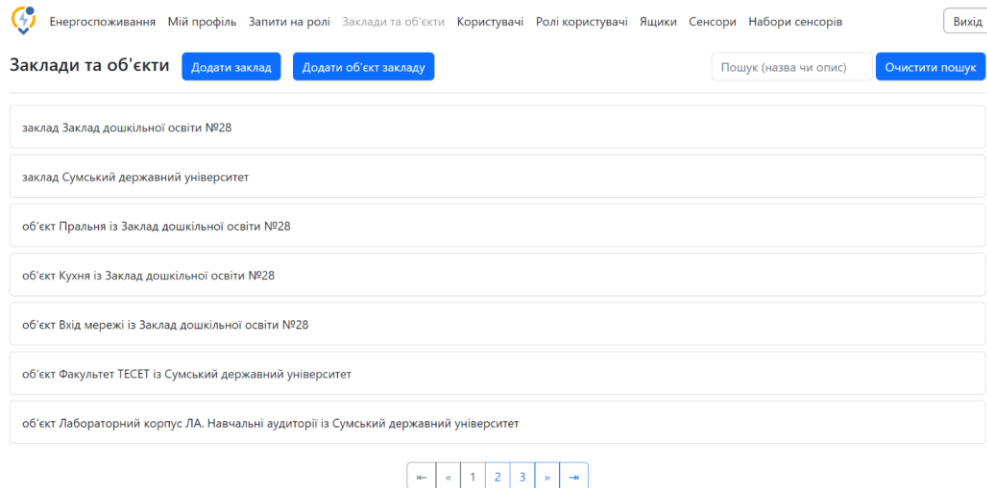 Енергоспоживання Мій профіль Запити на ролі Заклади та об'єкти Користувачі Ролі користувачі Ящики Сенсори Набори сенсорів Вихід
Заклади та об'єкти Додати заклад Додати об'єкт закладу Пошук (назва чи опис) Очистити пошук
заклад Заклад дошкільної освіти №28
заклад Сумський державний університет
об'єкт Пральня із Заклад дошкільної освіти №28
об'єкт Кухня із Заклад дошкільної освіти №28
об'єкт Вхід мережі із Заклад дошкільної освіти №28
об'єкт Факультет ТЕСЕТ із Сумський державний університет
об'єкт Лабораторний корпус ЛА. Навчальні аудиторії із Сумський державний університет
⇤ « 1 2 3 » ⇥